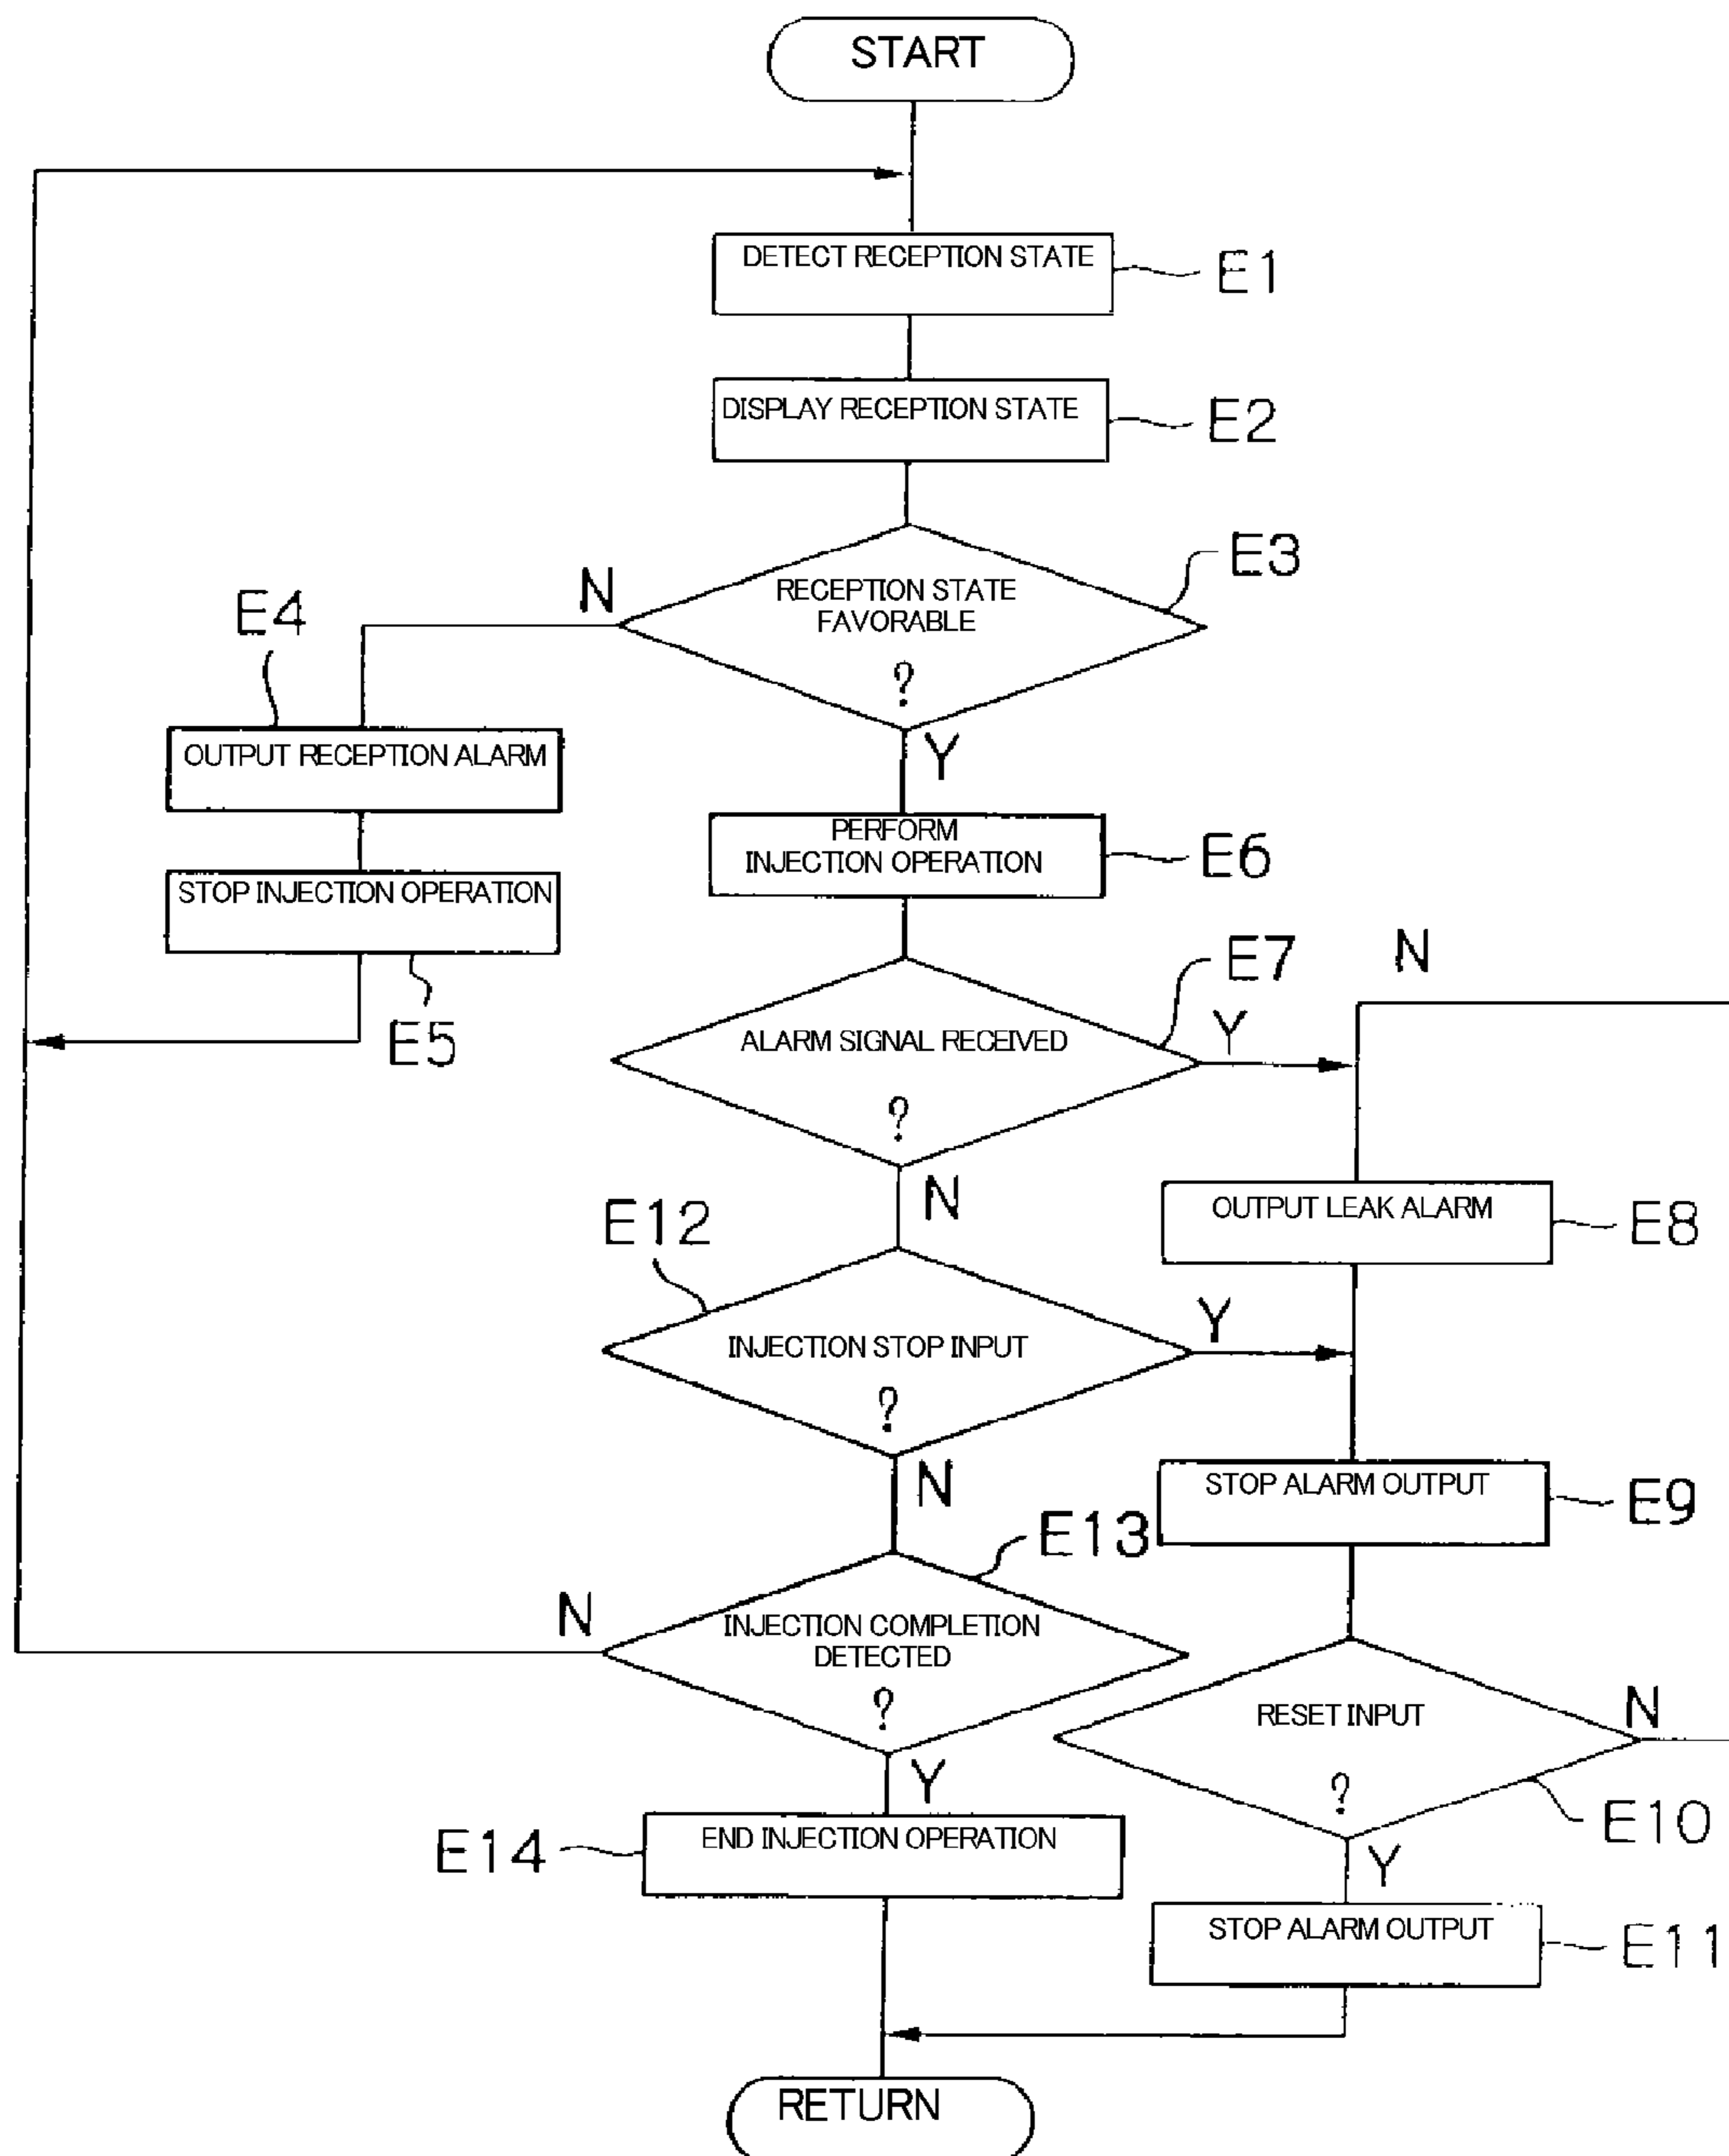 START
DETECT RECEPTION STATE
E1
DISPLAY RECEPTION STATE
E2
E3
RECEPTION STATE
FAVORABLE
?
N
Y
E4
OUTPUT RECEPTION ALARM
STOP INJECTION OPERATION
E5
PERFORM
INJECTION OPERATION
E6
E7
ALARM SIGNAL RECEIVED
?
Y
N
N
OUTPUT LEAK ALARM
E8
E12
INJECTION STOP INPUT
?
Y
N
STOP ALARM OUTPUT
E9
E13
INJECTION COMPLETION
DETECTED
?
N
Y
RESET INPUT
?
N
E10
Y
E14
END INJECTION OPERATION
STOP ALARM OUTPUT
E11
RETURN